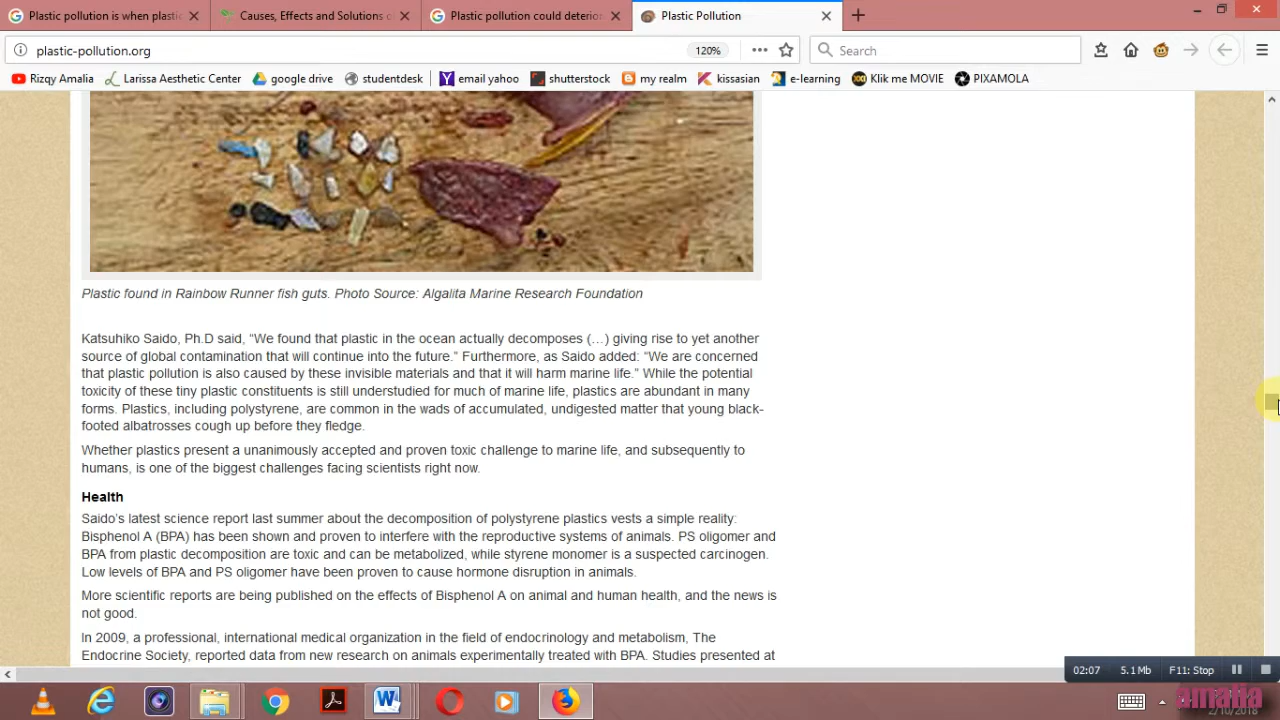 Plastic pollution is when plastic
Causes, Effects and Solutions o
Plastic pollution could deterior
Plastic Pollution
plastic-pollution.org
120%
Search
Rizqy Amalia
Larissa Aesthetic Center
google drive
studentdesk
email yahoo
shutterstock
my realm
kissasian
e-learning
Klik me MOVIE
PIXAMOLA
Plastic found in Rainbow Runner fish guts. Photo Source: Algalita Marine Research Foundation
Katsuhiko Saido, Ph.D said, “We found that plastic in the ocean actually decomposes (…) giving rise to yet another
source of global contamination that will continue into the future.” Furthermore, as Saido added: “We are concerned
that plastic pollution is also caused by these invisible materials and that it will harm marine life.” While the potential
toxicity of these tiny plastic constituents is still understudied for much of marine life, plastics are abundant in many
forms. Plastics, including polystyrene, are common in the wads of accumulated, undigested matter that young black-
footed albatrosses cough up before they fledge.
Whether plastics present a unanimously accepted and proven toxic challenge to marine life, and subsequently to
humans, is one of the biggest challenges facing scientists right now.
Health
Saido’s latest science report last summer about the decomposition of polystyrene plastics vests a simple reality:
Bisphenol A (BPA) has been shown and proven to interfere with the reproductive systems of animals. PS oligomer and
BPA from plastic decomposition are toxic and can be metabolized, while styrene monomer is a suspected carcinogen.
Low levels of BPA and PS oligomer have been proven to cause hormone disruption in animals.
More scientific reports are being published on the effects of Bisphenol A on animal and human health, and the news is
not good.
In 2009, a professional, international medical organization in the field of endocrinology and metabolism, The
Endocrine Society, reported data from new research on animals experimentally treated with BPA. Studies presented at
02:07
5.1 Mb
F11: Stop
amalia
2/10/2018